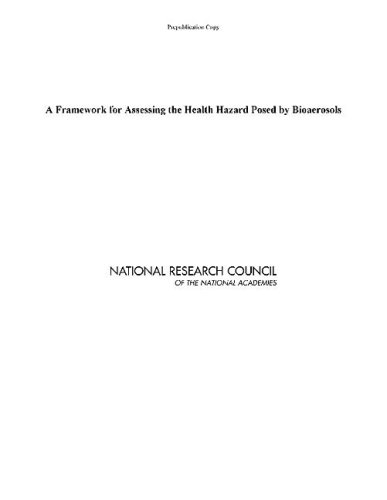 Prepublication Copy
A Framework for Assessing the Health Hazard Posed by Bioaerosols
NATIONAL RESEARCH COUNCIL
OF THE NATIONAL ACADEMIES